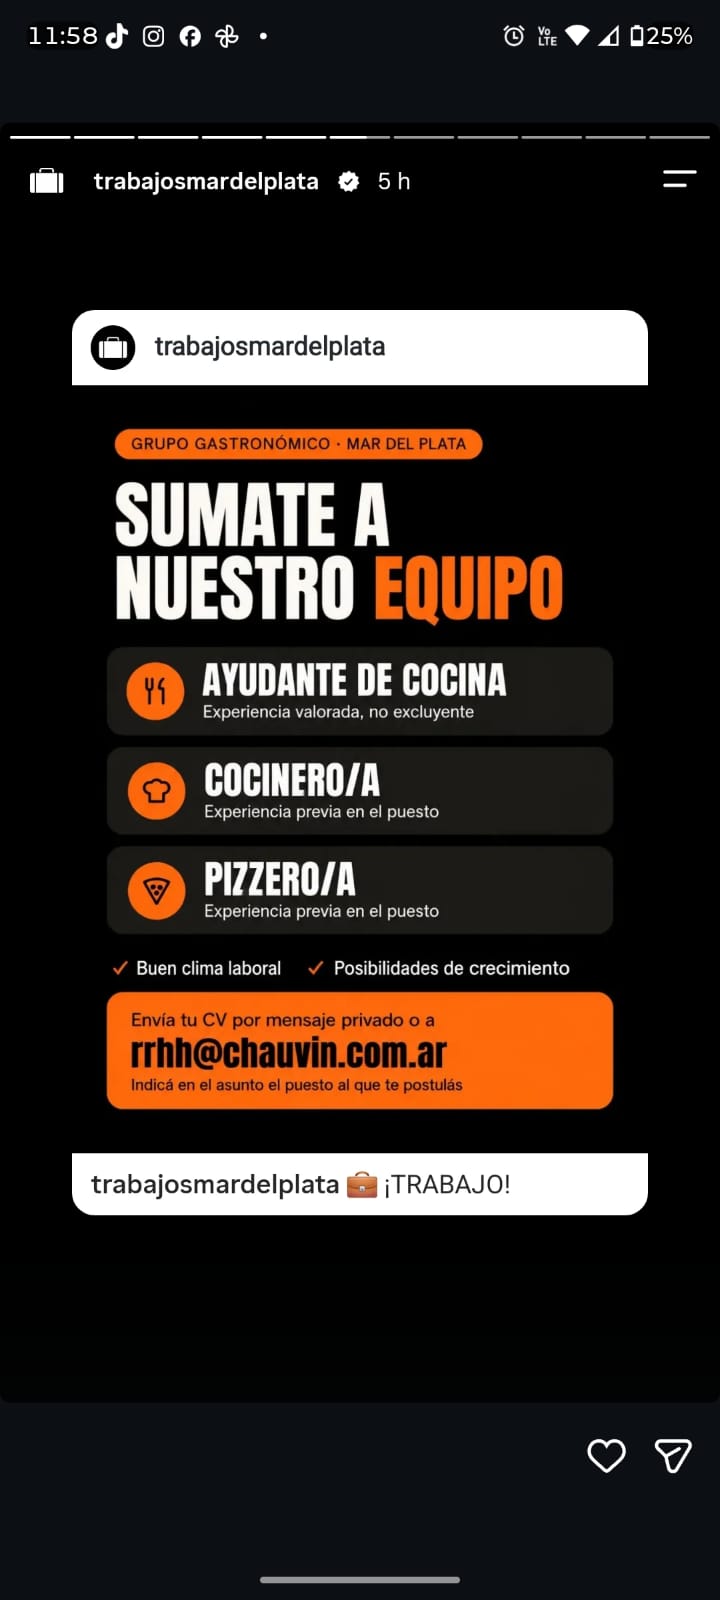 11:58
Vo
LTE
25%
trabajosmardelplata 5 h
trabajosmardelplata
GRUPO GASTRONÓMICO · MAR DEL PLATA
SUMATE A
NUESTRO EQUIPO
AYUDANTE DE COCINA
Experiencia valorada, no excluyente
COCINERO/A
Experiencia previa en el puesto
PIZZERO/A
Experiencia previa en el puesto
✓ Buen clima laboral ✓ Posibilidades de crecimiento
Envía tu CV por mensaje privado o a
rrhh@chauvin.com.ar
Indicá en el asunto el puesto al que te postulás
trabajosmardelplata 💼 ¡TRABAJO!